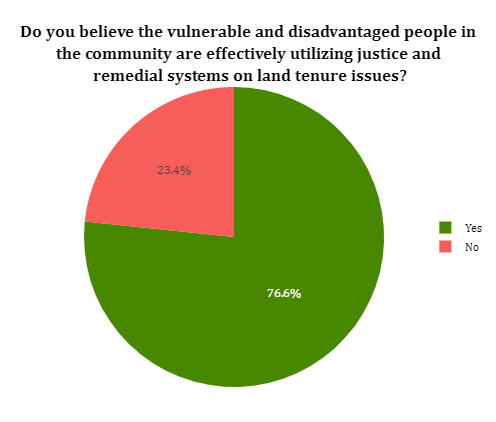 Do you believe the vulnerable and disadvantaged people in
the community are effectively utilizing justice and
remedial systems on land tenure issues?
23.4%
Yes
No
76.6%